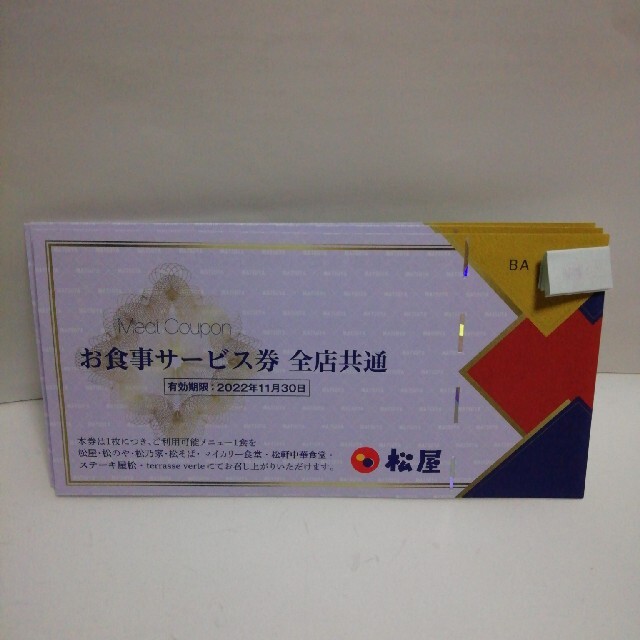 BA
Meal Coupon
お食事サービス券 全店共通
有効期限：2022年11月30日
本券は1枚につき、ご利用可能メニュー1食を
松屋・松のや・松乃家・松そば・マイカリー食堂・松軒中華食堂・
ステーキ屋松・terrasse verteにてお召し上がりいただけます。
松屋